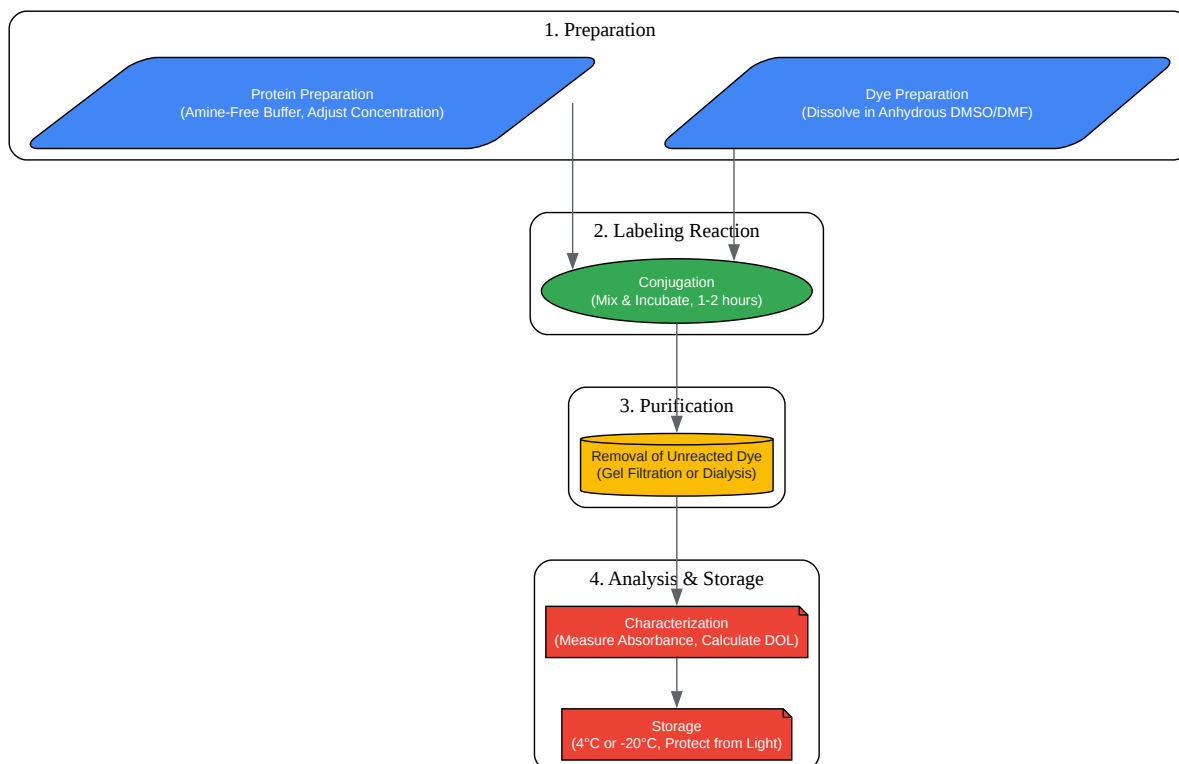 1. Preparation
Protein Preparation
(Amine-Free Buffer, Adjust Concentration)
Dye Preparation
(Dissolve in Anhydrous DMSO/DMF)
2. Labeling Reaction
Conjugation
(Mix & Incubate, 1-2 hours)
3. Purification
Removal of Unreacted Dye
(Gel Filtration or Dialysis)
4. Analysis & Storage
Characterization
(Measure Absorbance, Calculate DOL)
Storage
(4°C or -20°C, Protect from Light)